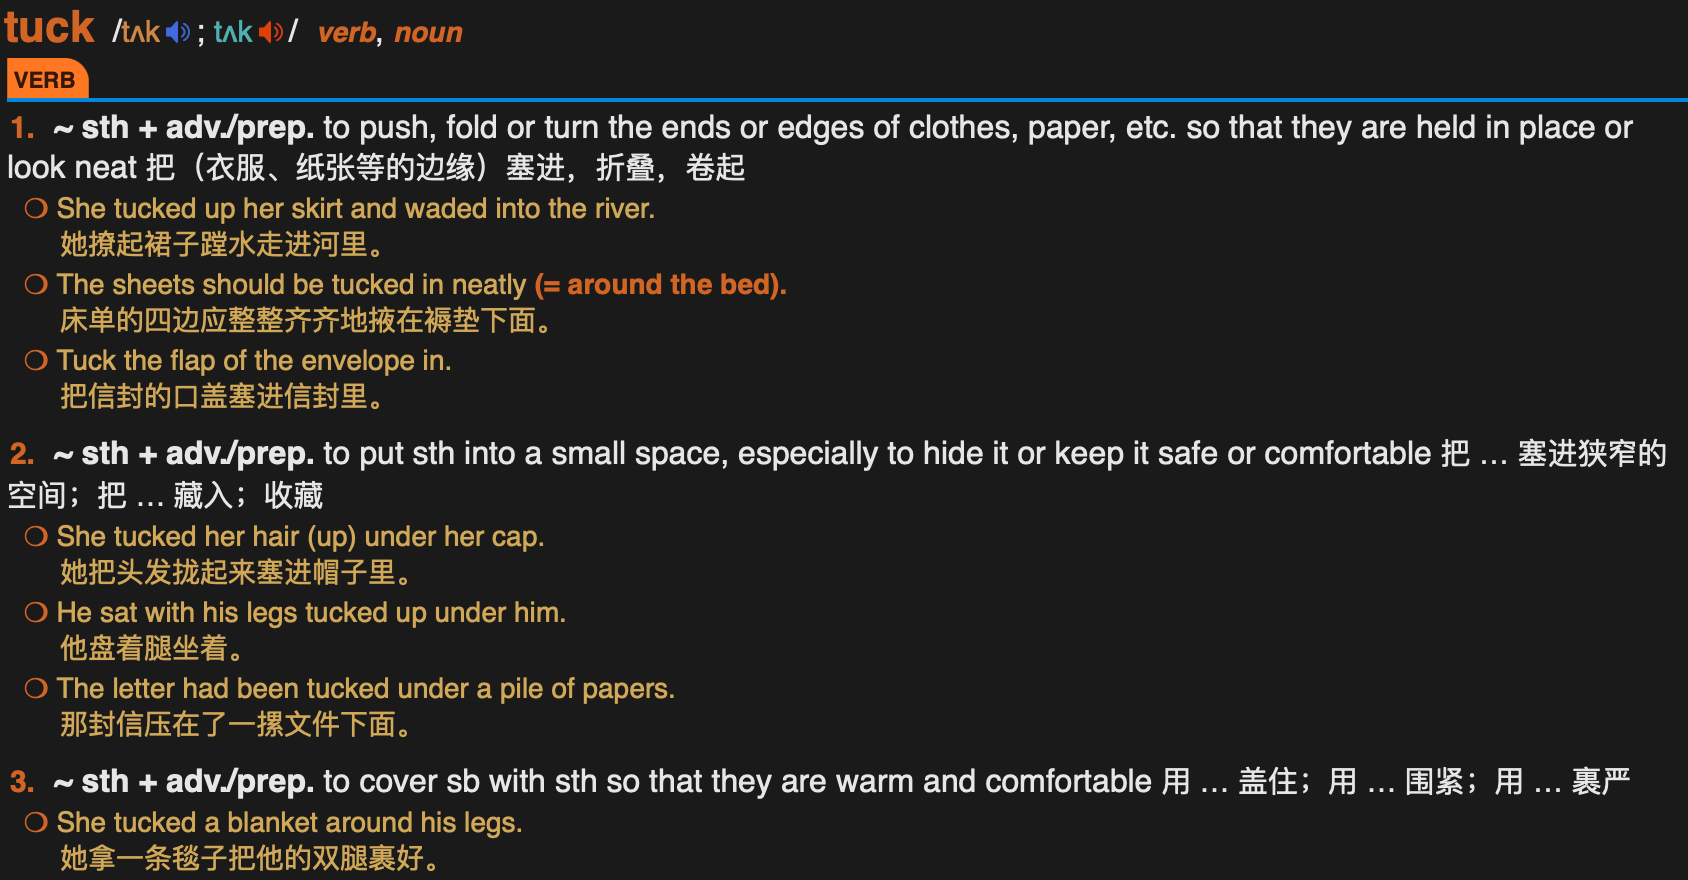 tuck /tʌk ; tʌk / verb, noun
VERB
1. ~ sth + adv./prep. to push, fold or turn the ends or edges of clothes, paper, etc. so that they are held in place or
look neat 把（衣服、纸张等的边缘）塞进，折叠，卷起
She tucked up her skirt and waded into the river.
她撩起裙子蹚水走进河里。
The sheets should be tucked in neatly (= around the bed).
床单的四边应整整齐齐地掖在褥垫下面。
Tuck the flap of the envelope in.
把信封的口盖塞进信封里。
2. ~ sth + adv./prep. to put sth into a small space, especially to hide it or keep it safe or comfortable 把 … 塞进狭窄的
空间；把 … 藏入；收藏
She tucked her hair (up) under her cap.
她把头发拢起来塞进帽子里。
He sat with his legs tucked up under him.
他盘着腿坐着。
The letter had been tucked under a pile of papers.
那封信压在了一摞文件下面。
3. ~ sth + adv./prep. to cover sb with sth so that they are warm and comfortable 用 … 盖住；用 … 围紧；用 … 裹严
She tucked a blanket around his legs.
她拿一条毯子把他的双腿裹好。